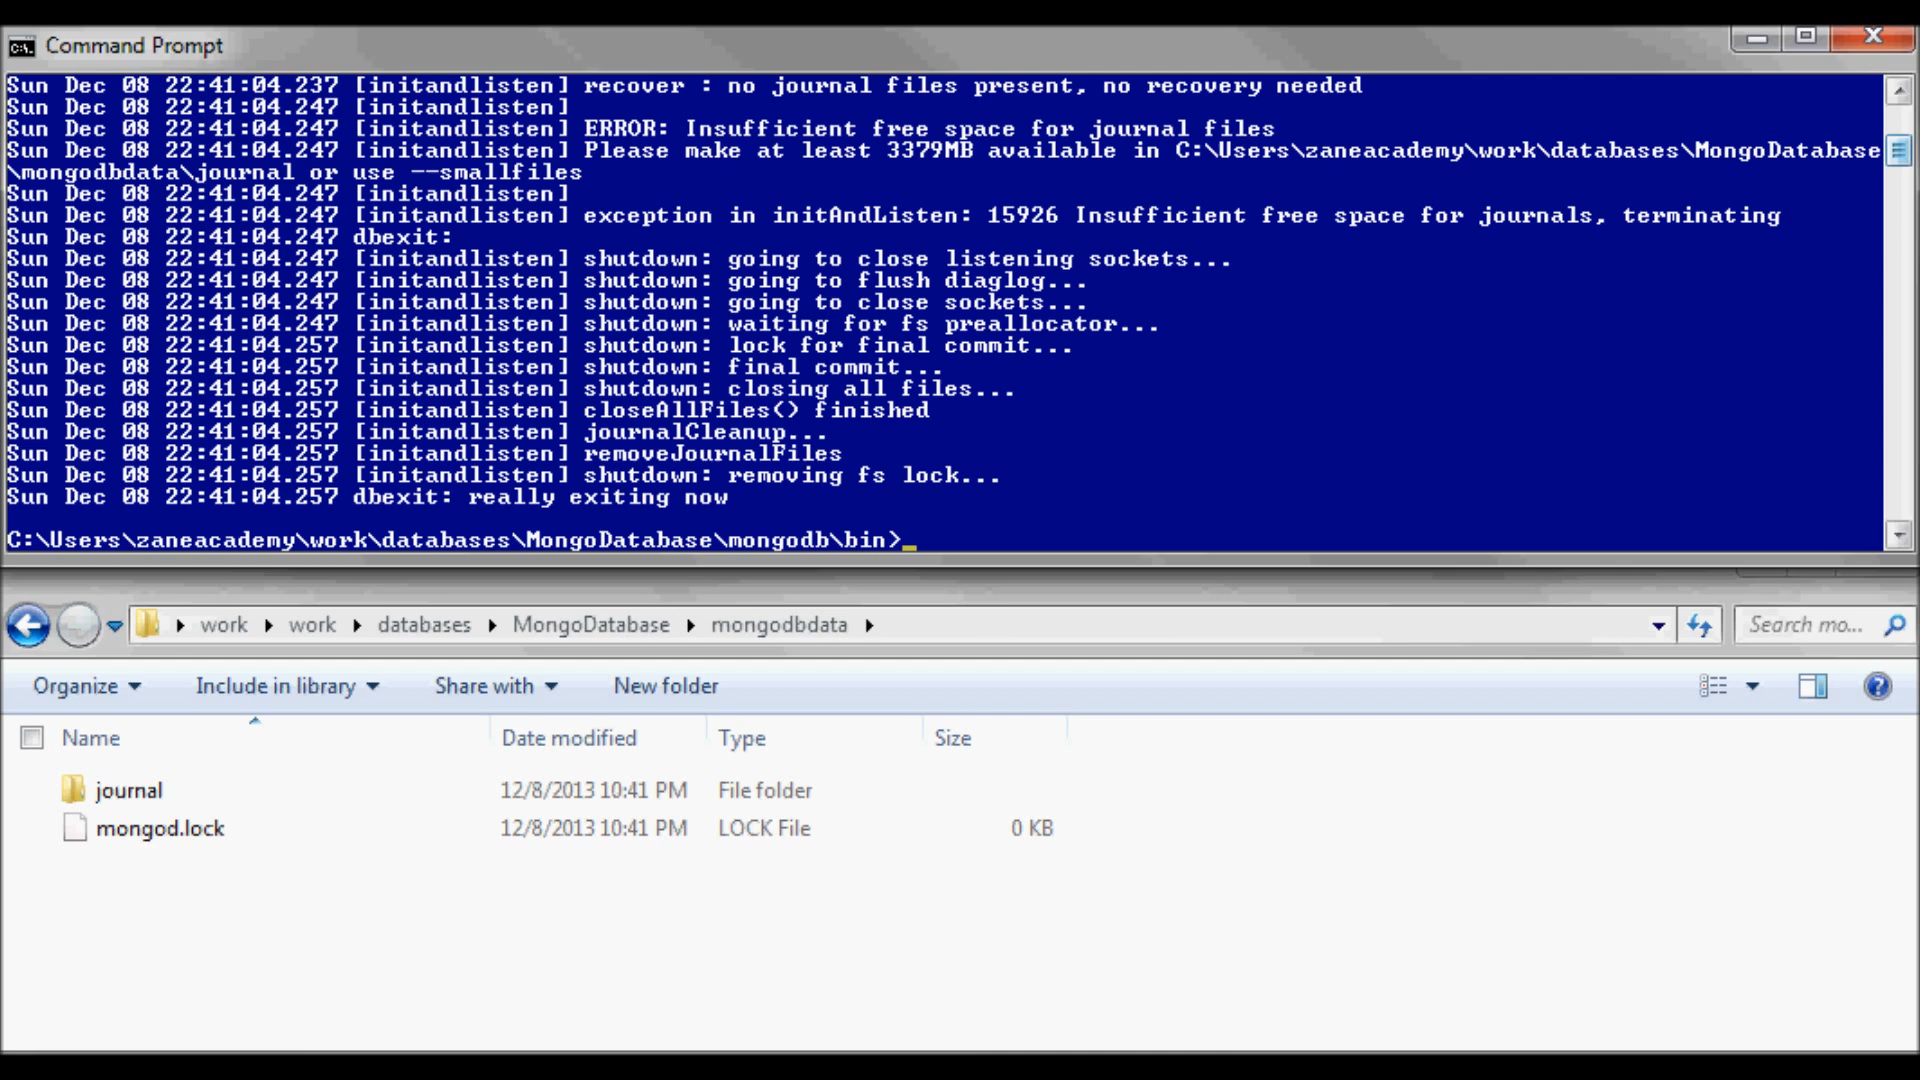 Command Prompt
Sun Dec 08 22:41:04.237 [initandlisten] recover : no journal files present, no recovery needed
Sun Dec 08 22:41:04.247 [initandlisten]
Sun Dec 08 22:41:04.247 [initandlisten] ERROR: Insufficient free space for journal files
Sun Dec 08 22:41:04.247 [initandlisten] Please make at least 3379MB available in C:\Users\zaneacademy\work\databases\MongoDatabase
\mongodbdata\journal or use --smallfiles
Sun Dec 08 22:41:04.247 [initandlisten]
Sun Dec 08 22:41:04.247 [initandlisten] exception in initAndListen: 15926 Insufficient free space for journals, terminating
Sun Dec 08 22:41:04.247 dbexit:
Sun Dec 08 22:41:04.247 [initandlisten] shutdown: going to close listening sockets...
Sun Dec 08 22:41:04.247 [initandlisten] shutdown: going to flush diaglog...
Sun Dec 08 22:41:04.247 [initandlisten] shutdown: going to close sockets...
Sun Dec 08 22:41:04.247 [initandlisten] shutdown: waiting for fs preallocator...
Sun Dec 08 22:41:04.257 [initandlisten] shutdown: lock for final commit...
Sun Dec 08 22:41:04.257 [initandlisten] shutdown: final commit...
Sun Dec 08 22:41:04.257 [initandlisten] shutdown: closing all files...
Sun Dec 08 22:41:04.257 [initandlisten] closeAllFiles() finished
Sun Dec 08 22:41:04.257 [initandlisten] journalCleanup...
Sun Dec 08 22:41:04.257 [initandlisten] removeJournalFiles
Sun Dec 08 22:41:04.257 [initandlisten] shutdown: removing fs lock...
Sun Dec 08 22:41:04.257 dbexit: really exiting now
C:\Users\zaneacademy\work\databases\MongoDatabase\mongodb\bin>_
work work databases MongoDatabase mongodbdata Search mo...
Organize Include in library Share with New folder
Name Date modified Type Size
journal 12/8/2013 10:41 PM File folder
mongod.lock 12/8/2013 10:41 PM LOCK File 0 KB